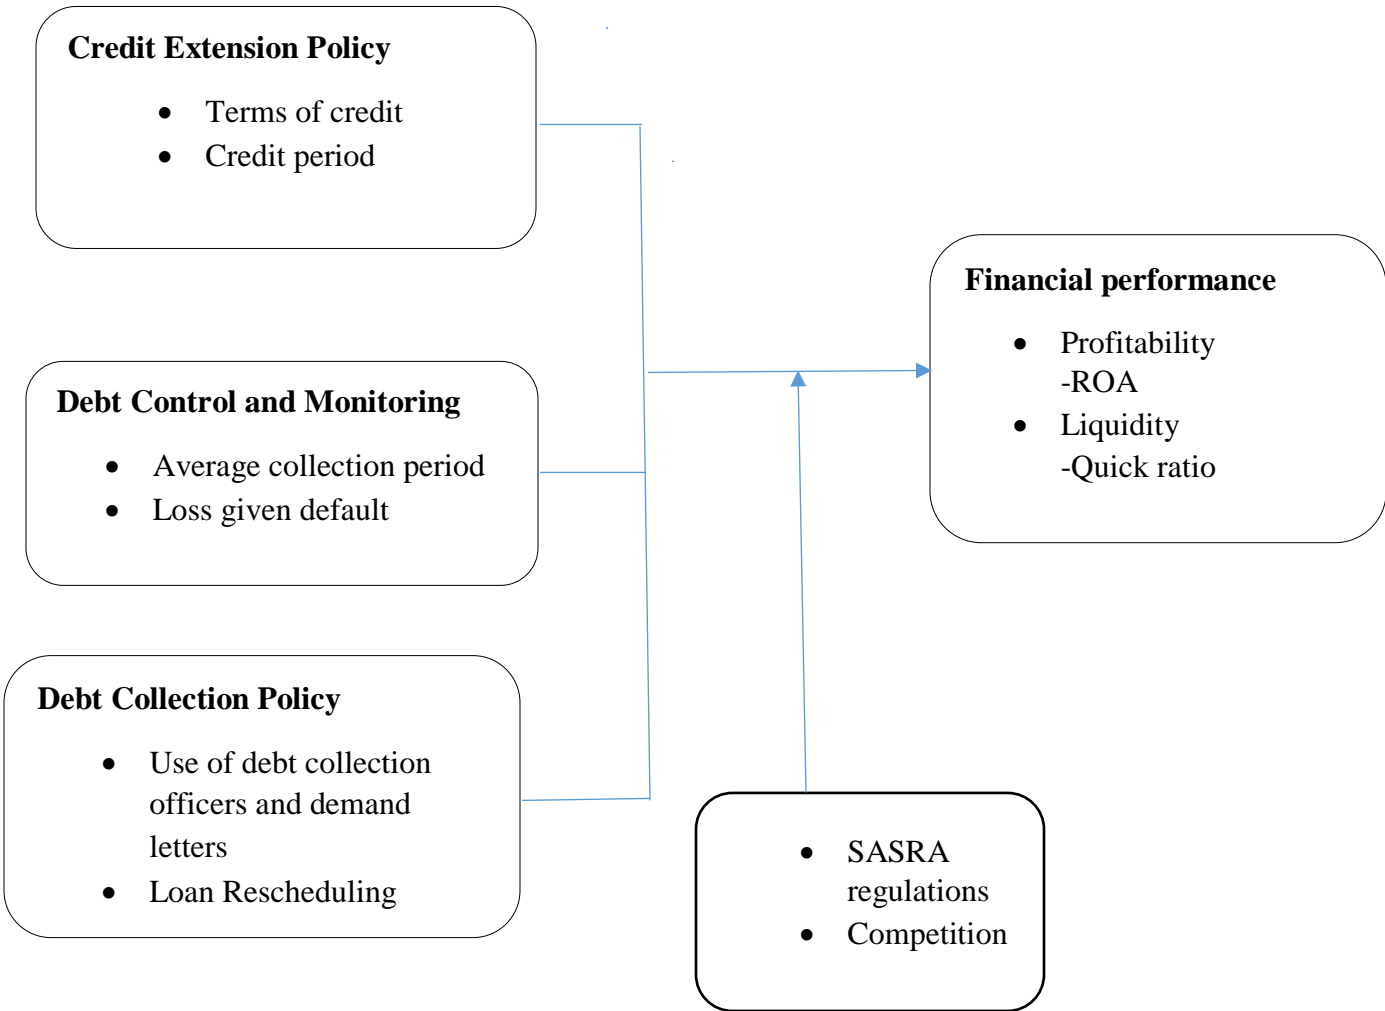 Credit Extension Policy
• Terms of credit
• Credit period
Debt Control and Monitoring
• Average collection period
• Loss given default
Debt Collection Policy
• Use of debt collection
officers and demand
letters
• Loan Rescheduling
Financial performance
• Profitability
-ROA
• Liquidity
-Quick ratio
• SASRA
regulations
• Competition